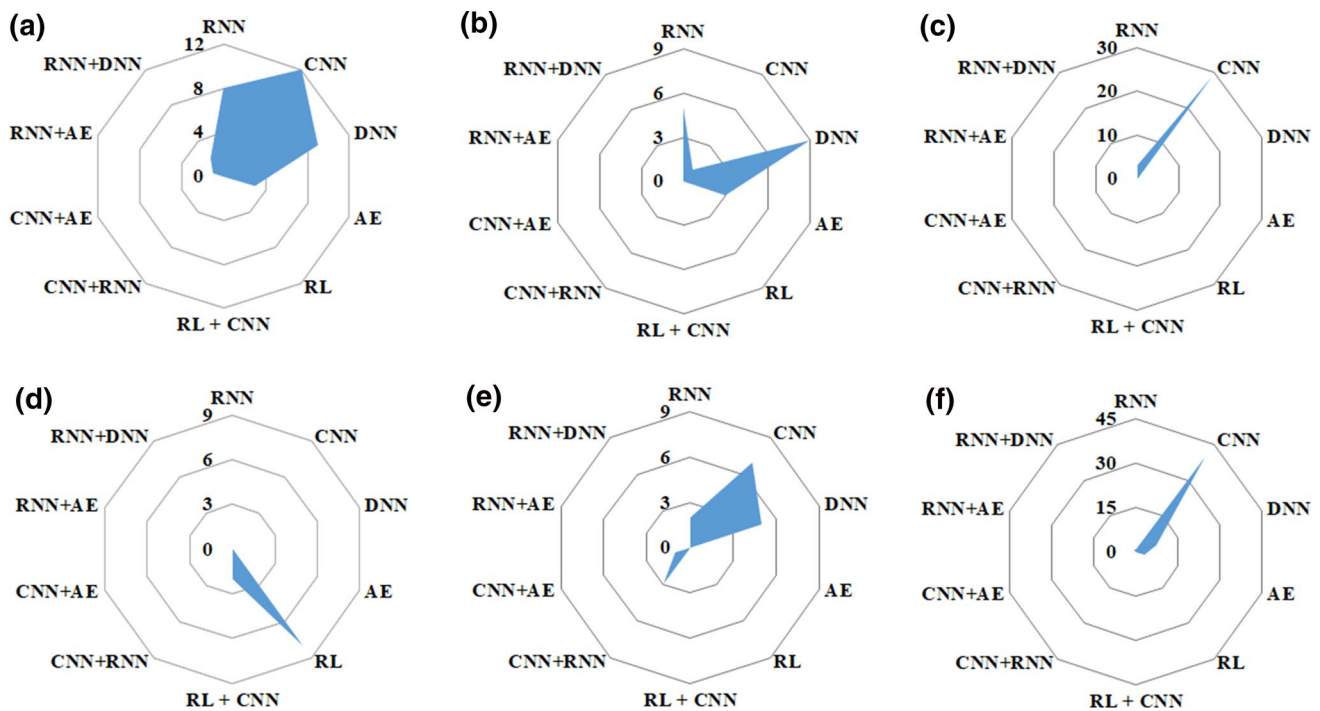 (a)
RNN
12
CNN
RNN+DNN
8
RNN+AE
4
DNN
0
CNN+AE
AE
CNN+RNN
RL
RL + CNN
(b)
RNN
9
CNN
RNN+DNN
6
RNN+AE
3
DNN
0
CNN+AE
AE
CNN+RNN
RL
RL + CNN
(c)
RNN
30
CNN
RNN+DNN
20
RNN+AE
10
DNN
0
CNN+AE
AE
CNN+RNN
RL
RL + CNN
(d)
RNN
9
CNN
RNN+DNN
6
RNN+AE
3
DNN
0
CNN+AE
AE
CNN+RNN
RL
RL + CNN
(e)
RNN
9
CNN
RNN+DNN
6
RNN+AE
3
DNN
0
CNN+AE
AE
CNN+RNN
RL
RL + CNN
(f)
RNN
45
CNN
RNN+DNN
30
RNN+AE
15
DNN
0
CNN+AE
AE
CNN+RNN
RL
RL + CNN